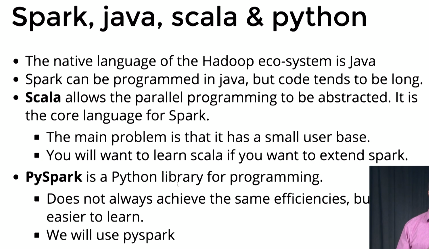 Spark, java, scala & python
• The native language of the Hadoop eco-system is Java
• Spark can be programmed in java, but code tends to be long.
• Scala allows the parallel programming to be abstracted. It is
the core language for Spark.
▪ The main problem is that it has a small user base.
▪ You will want to learn scala if you want to extend spark.
• PySpark is a Python library for programming.
▪ Does not always achieve the same efficiencies, bu
easier to learn.
▪ We will use pyspark